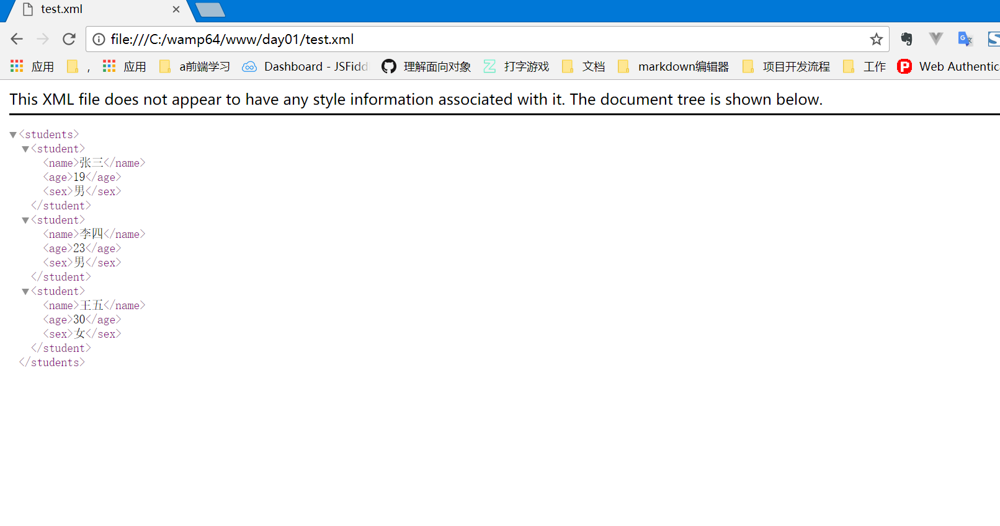 test.xml
file:///C:/wamp64/www/day01/test.xml
应用 , 应用 a前端学习 Dashboard - JSFidd 理解面向对象 打字游戏 文档 markdown编辑器 项目开发流程 工作 Web Authentic
This XML file does not appear to have any style information associated with it. The document tree is shown below.
<students>
<student>
<name>张三</name>
<age>19</age>
<sex>男</sex>
</student>
<student>
<name>李四</name>
<age>23</age>
<sex>男</sex>
</student>
<student>
<name>王五</name>
<age>30</age>
<sex>女</sex>
</student>
</students>